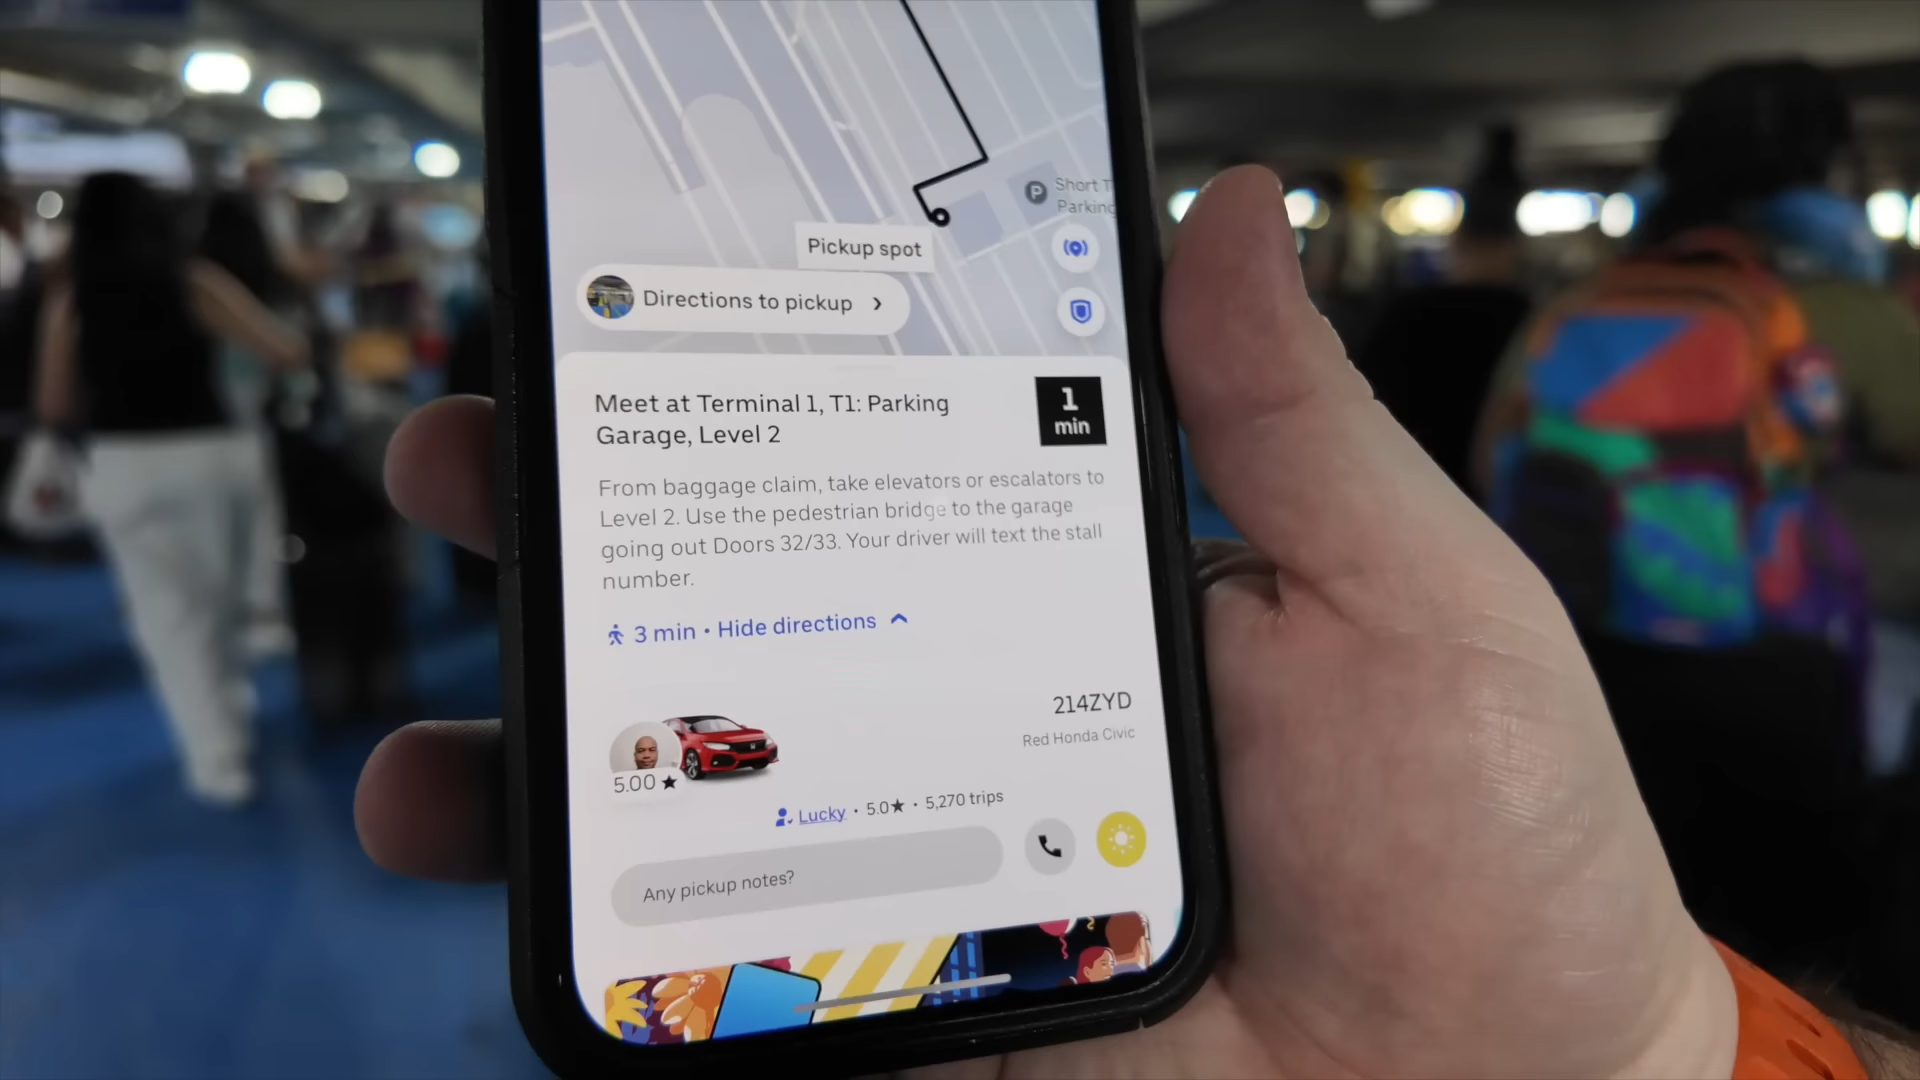 P
Short T
Parking
Pickup spot
Directions to pickup
Meet at Terminal 1, T1: Parking
Garage, Level 2
1
min
From baggage claim, take elevators or escalators to
Level 2. Use the pedestrian bridge to the garage
going out Doors 32/33. Your driver will text the stall
number.
3 min • Hide directions
214ZYD
Red Honda Civic
5.00 ★
Lucky • 5.0★ • 5,270 trips
Any pickup notes?